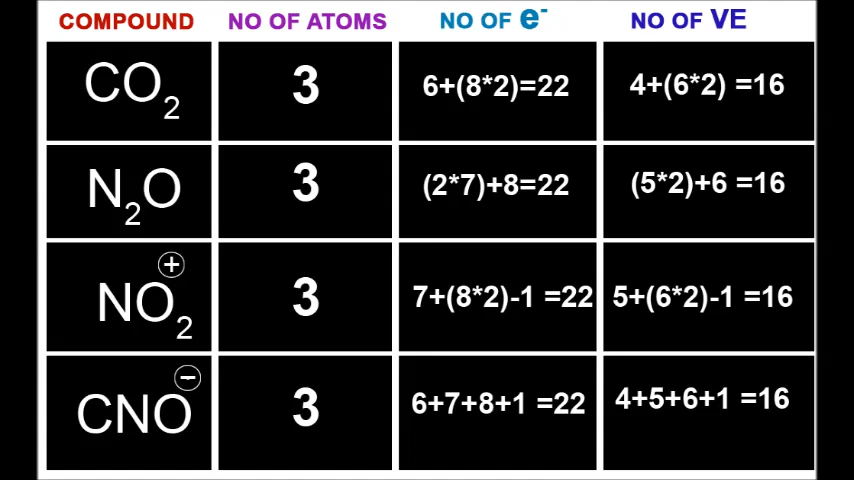 COMPOUND NO OF ATOMS NO OF e⁻ NO OF VE
CO₂ 3 6+(8*2)=22 4+(6*2) =16
N₂O 3 (2*7)+8=22 (5*2)+6 =16
NO₂⊕ 3 7+(8*2)-1 =22 5+(6*2)-1 =16
CNO⊖ 3 6+7+8+1 =22 4+5+6+1 =16